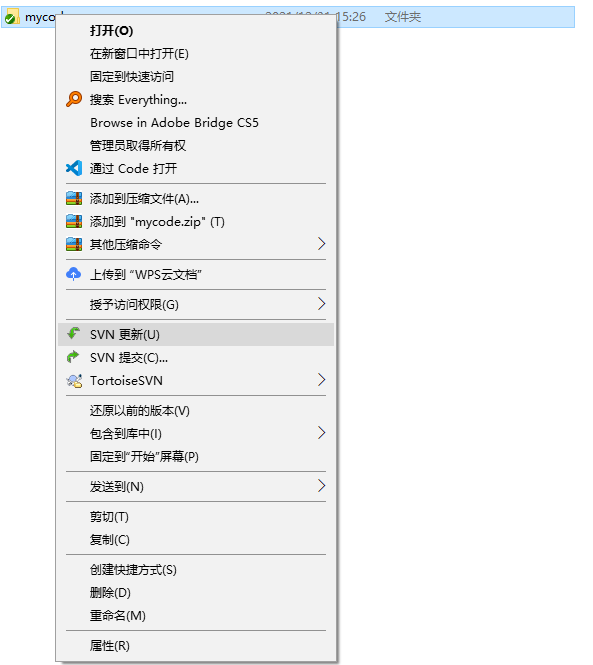 15:26 文件夹
打开(O)
在新窗口中打开(E)
固定到快速访问
搜索 Everything...
Browse in Adobe Bridge CS5
管理员取得所有权
通过 Code 打开
添加到压缩文件(A)...
添加到 "mycode.zip" (T)
其他压缩命令
上传到 “WPS云文档”
授予访问权限(G)
SVN 更新(U)
SVN 提交(C)...
TortoiseSVN
还原以前的版本(V)
包含到库中(I)
固定到“开始”屏幕(P)
发送到(N)
剪切(T)
复制(C)
创建快捷方式(S)
删除(D)
重命名(M)
属性(R)